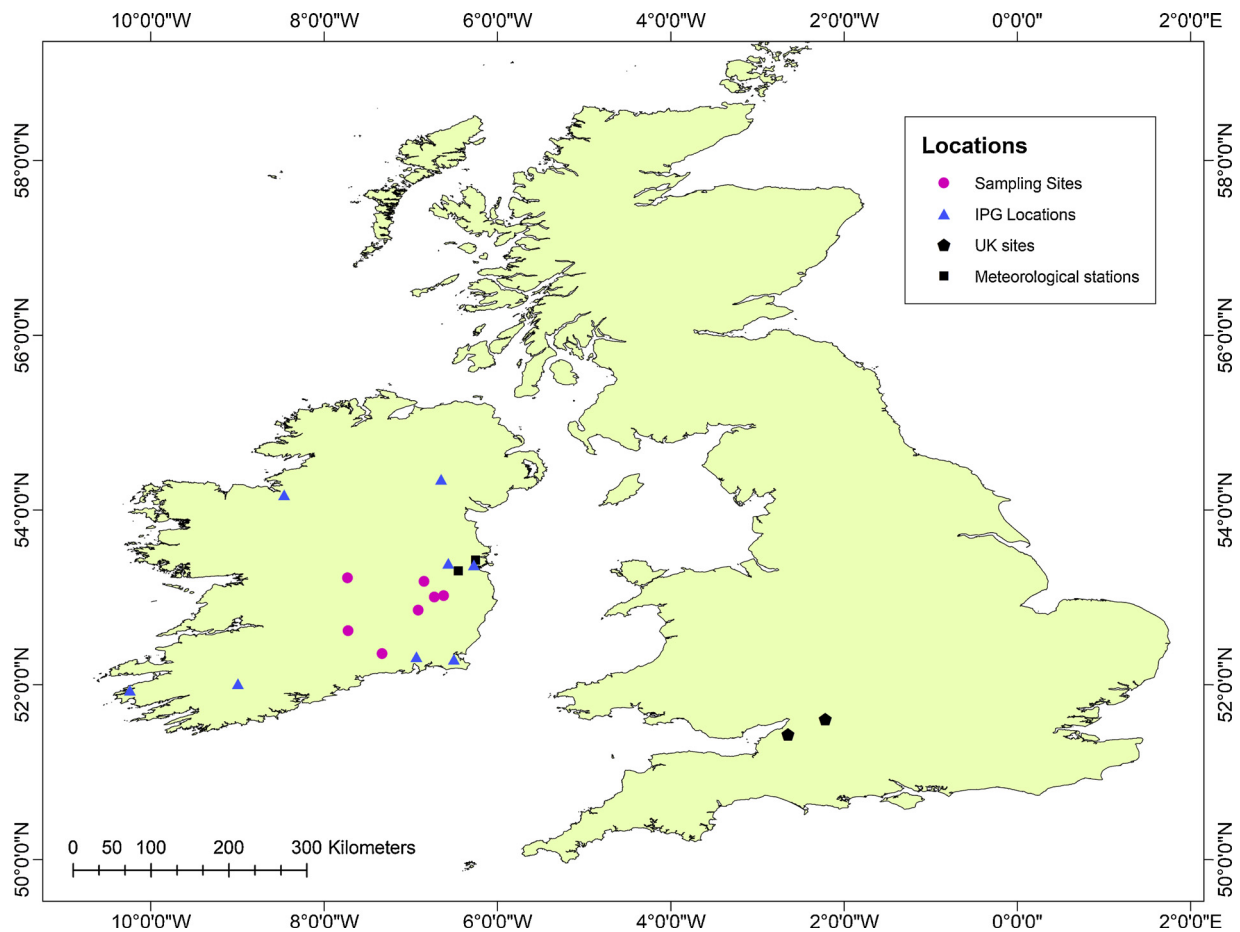 10°0'0"W 8°0'0"W 6°0'0"W 4°0'0"W 2°0'0"W 0°0'0" 2°0'0"E
58°0'0"N 58°0'0"N
Locations
Sampling Sites
IPG Locations
UK sites
Meteorological stations
56°0'0"N 56°0'0"N
54°0'0"N 54°0'0"N
52°0'0"N 52°0'0"N
0 50 100 200 300 Kilometers
50°0'0"N 50°0'0"N
10°0'0"W 8°0'0"W 6°0'0"W 4°0'0"W 2°0'0"W 0°0'0" 2°0'0"E